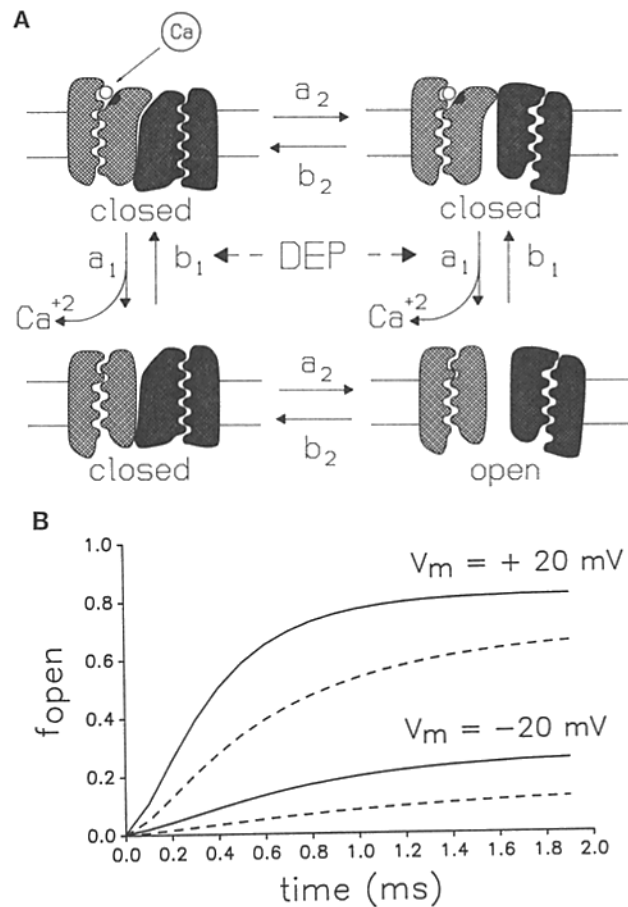 A
Ca
a2
b2
closed closed
a1 b1 DEP a1 b1
Ca+2 Ca+2
a2
b2
closed open
B
1.0
Vm = + 20 mV
0.8
0.6
fopen
0.4
Vm = −20 mV
0.2
0.0
0.0 0.2 0.4 0.6 0.8 1.0 1.2 1.4 1.6 1.8 2.0
time (ms)